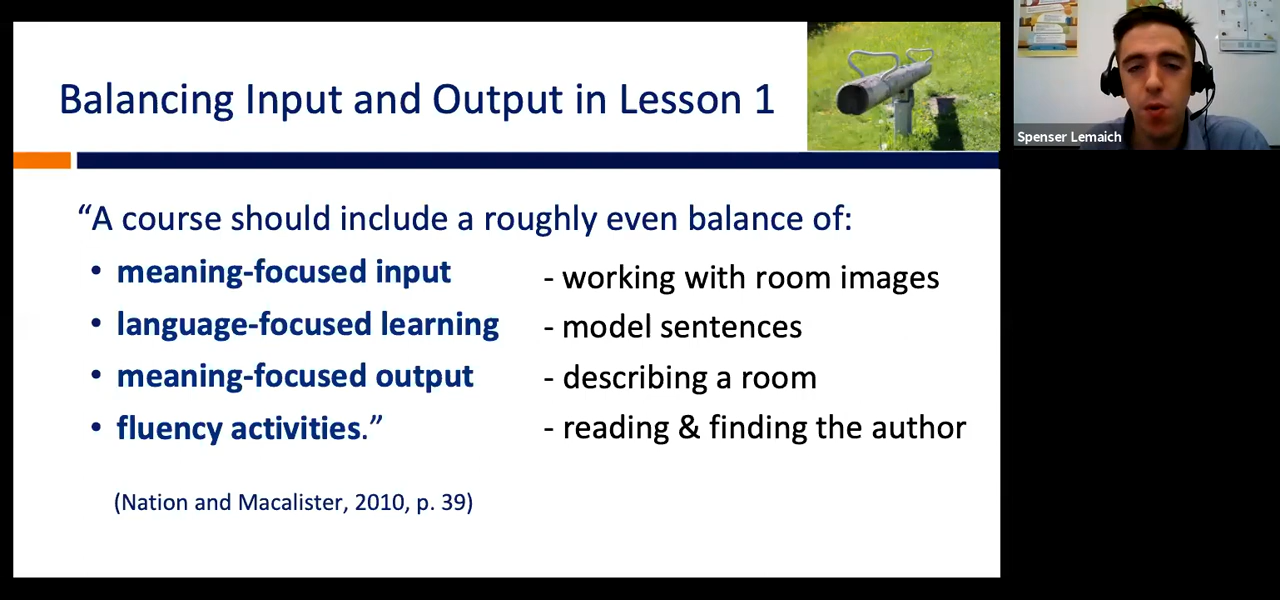 Balancing Input and Output in Lesson 1
“A course should include a roughly even balance of:
• meaning-focused input - working with room images
• language-focused learning - model sentences
• meaning-focused output - describing a room
• fluency activities.” - reading & finding the author
(Nation and Macalister, 2010, p. 39)
Spenser Lemaich